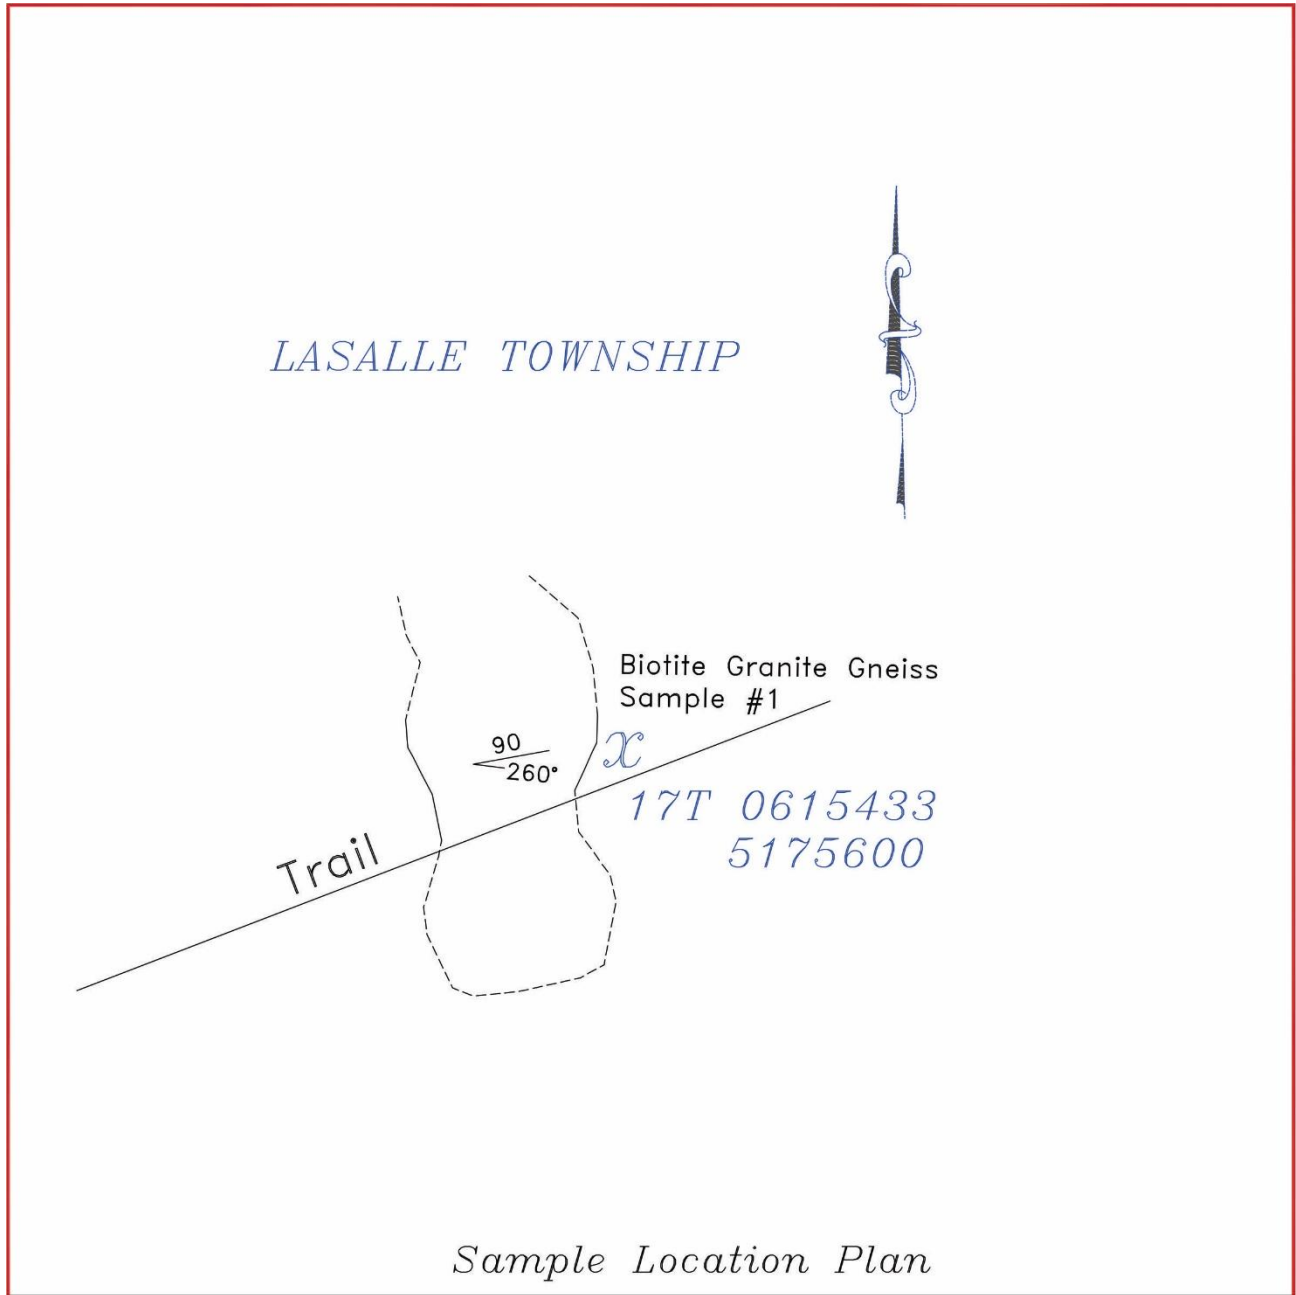 LASALLE TOWNSHIP
Biotite Granite Gneiss
Sample #1
90
260°
X
17T 0615433
5175600
Trail
Sample Location Plan